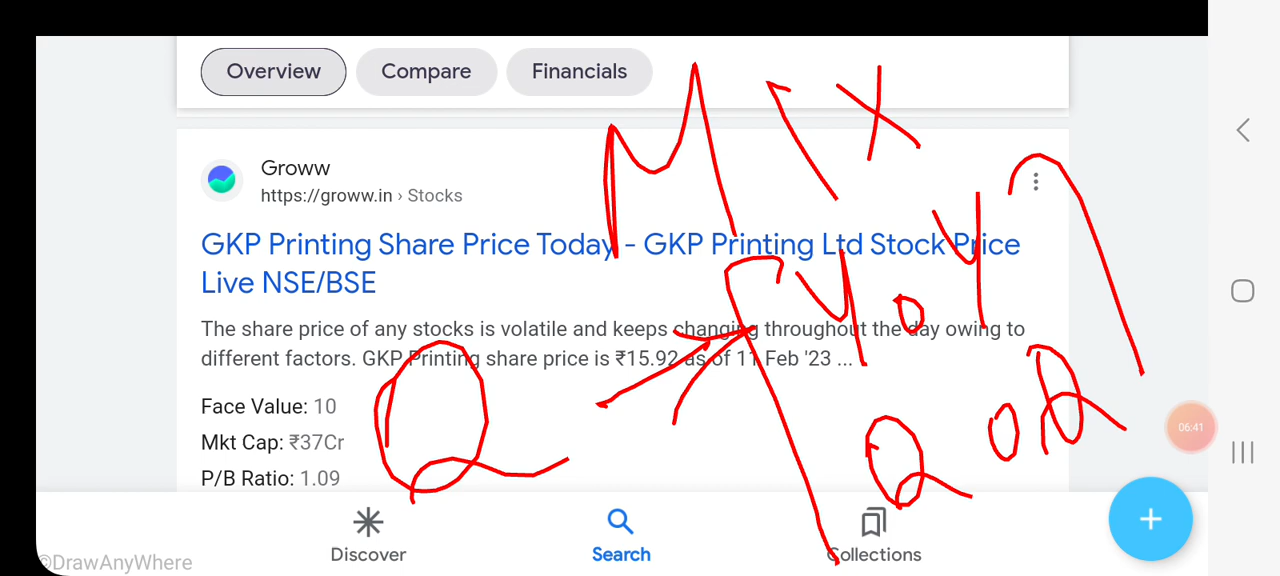 Overview Compare Financials
MIX
Groww
https://groww.in › Stocks
GKP Printing Share Price Today - GKP Printing Ltd Stock Price
Live NSE/BSE
YOY
The share price of any stocks is volatile and keeps changing throughout the day owing to
different factors. GKP Printing share price is ₹15.92 as of 11 Feb '23 ...
Q
QOQ
Face Value: 10
Mkt Cap: ₹37Cr
P/B Ratio: 1.09
06:41
Discover Search Collections
©DrawAnyWhere